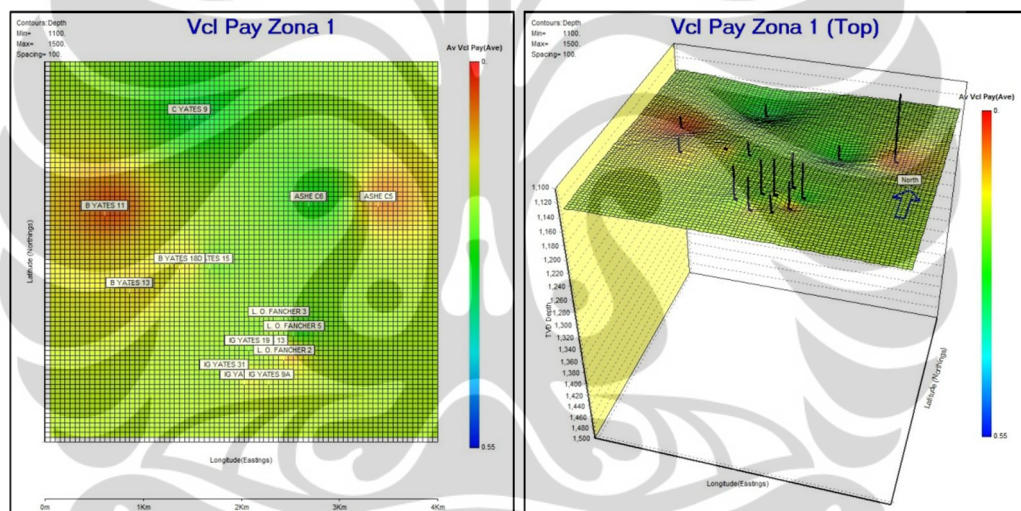 Contours: Depth
Min= 1100.
Max= 1500.
Spacing= 100.
Vcl Pay Zona 1
Av Vcl Pay(Ave)
0.
C YATES 9
B YATES 11
ASHE C6
ASHE C5
B YATES 18D
ATES 15
B YATES 13
L. O. FANCHER 3
L. O. FANCHER 5
IG YATES 19
13
L. O. FANCHER 2
IG YATES 31
IG YA
IG YATES 9A
0.55
Latitude (Northings)
Longitude(Eastings)
0m
1Km
2Km
3Km
4Km
Contours: Depth
Min= 1100.
Max= 1500.
Spacing= 100.
Vcl Pay Zona 1 (Top)
Av Vcl Pay(Ave)
0.
North
1,100
1,120
1,140
1,160
1,180
1,200
1,220
1,240
1,260
1,280
1,300
1,320
1,340
1,360
1,380
1,400
1,420
1,440
1,460
1,480
1,500
TVD Depth
Latitude (Northings)
Longitude(Eastings)
0.55